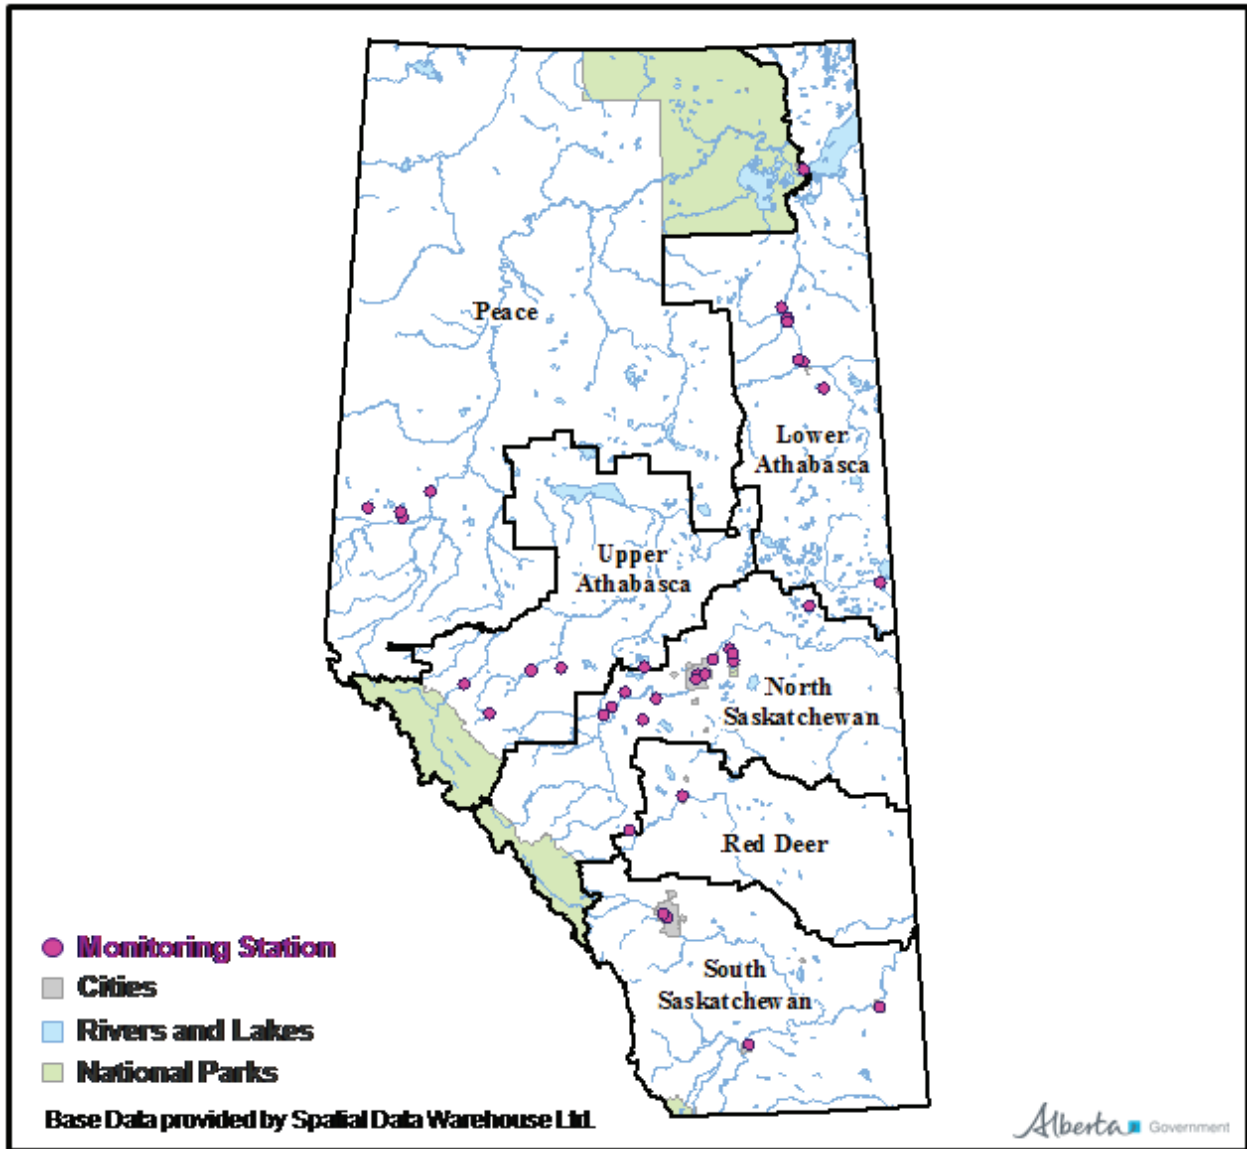 Peace
Lower
Athabasca
Upper
Athabasca
North
Saskatchewan
Red Deer
South
Saskatchewan
Monitoring Station
Cities
Rivers and Lakes
National Parks
Base Data provided by Spatial Data Warehouse Ltd.
Alberta Government